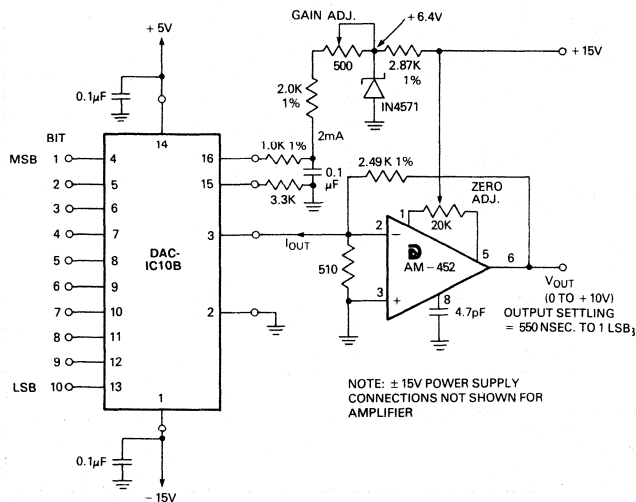 GAIN ADJ.
+ 6.4V
+ 5V
500
2.87K
1%
+ 15V
0.1µF
2.0K
1%
IN4571
2mA
BIT
14
MSB
1
4
16
1.0K 1%
0.1
µF
2.49K 1%
2
5
15
3.3K
ZERO
ADJ.
3
6
1
20K
4
7
DAC-
IC10B
3
IOUT
2
−
D
AM-452
5
6
5
8
VOUT
(0 TO +10V)
6
9
510
3
+
8
4.7pF
OUTPUT SETTLING
= 550 NSEC. TO 1 LSB3
7
10
2
8
11
9
12
LSB
10
13
NOTE: ±15V POWER SUPPLY
CONNECTIONS NOT SHOWN FOR
AMPLIFIER
1
0.1µF
− 15V